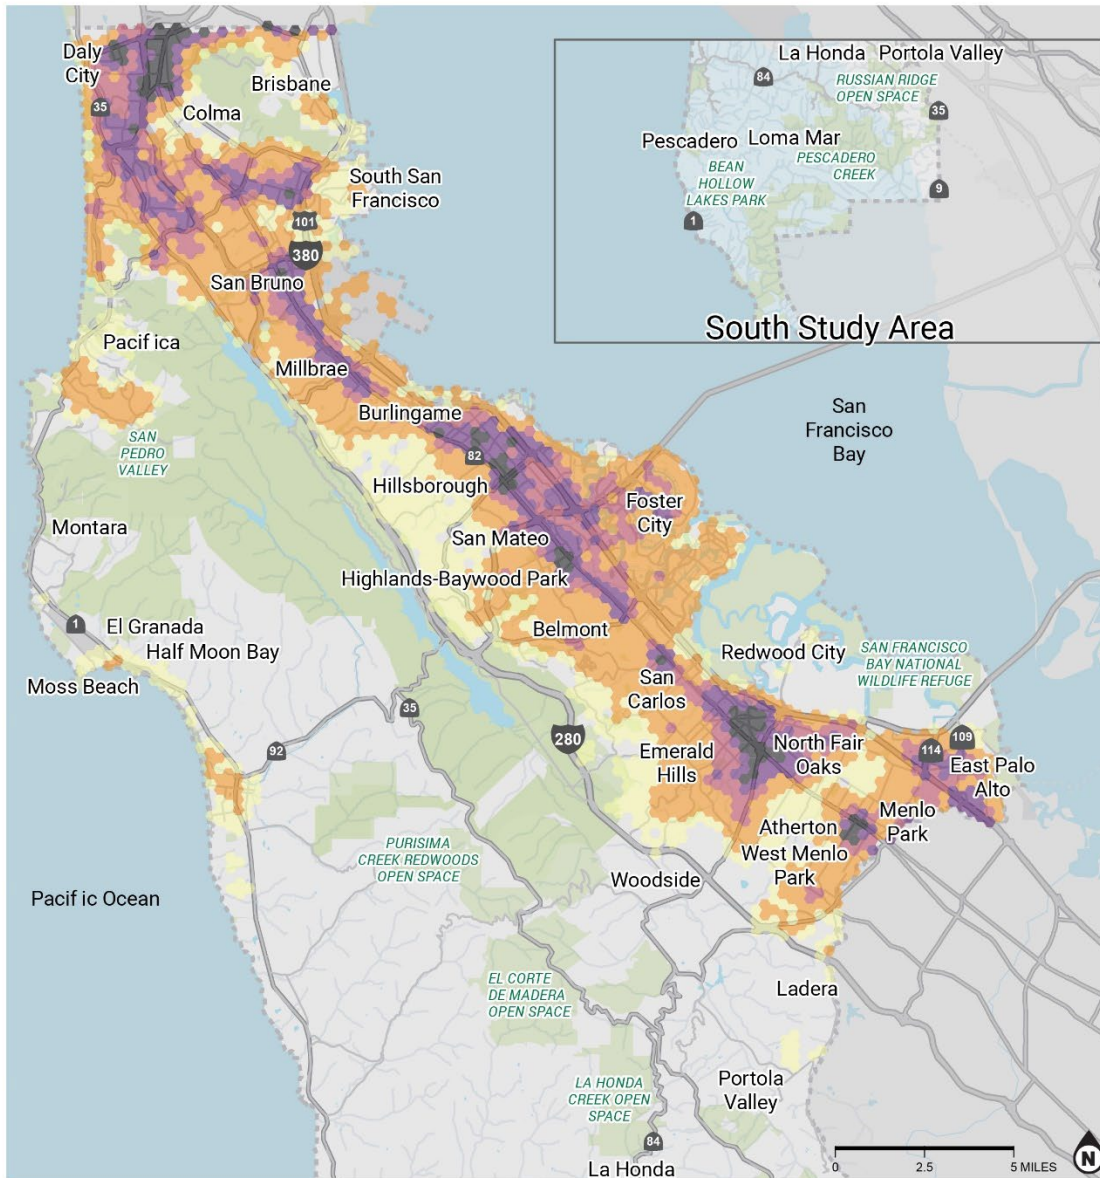 Daly
City
35
Brisbane
Colma
South San
Francisco
101
380
San Bruno
Pacif ica
Millbrae
Burlingame
SAN
PEDRO
VALLEY
82
Hillsborough
Foster
City
San Mateo
Montara
Highlands-Baywood Park
1
El Granada
Half Moon Bay
Belmont
Moss Beach
Redwood City
SAN FRANCISCO
BAY NATIONAL
WILDLIFE REFUGE
San
Carlos
35
92
280
Emerald
Hills
North Fair
Oaks
114
109
East Palo
Alto
Menlo
Park
Atherton
West Menlo
Park
PURISIMA
CREEK REDWOODS
OPEN SPACE
Woodside
Pacif ic Ocean
EL CORTE
DE MADERA
OPEN SPACE
Ladera
LA HONDA
CREEK OPEN
SPACE
Portola
Valley
84
La Honda
La Honda
Portola Valley
84
RUSSIAN RIDGE
OPEN SPACE
35
Pescadero
Loma Mar
PESCADERO
CREEK
BEAN
HOLLOW
LAKES PARK
9
1
South Study Area
San
Francisco
Bay
0
2.5
5 MILES
N